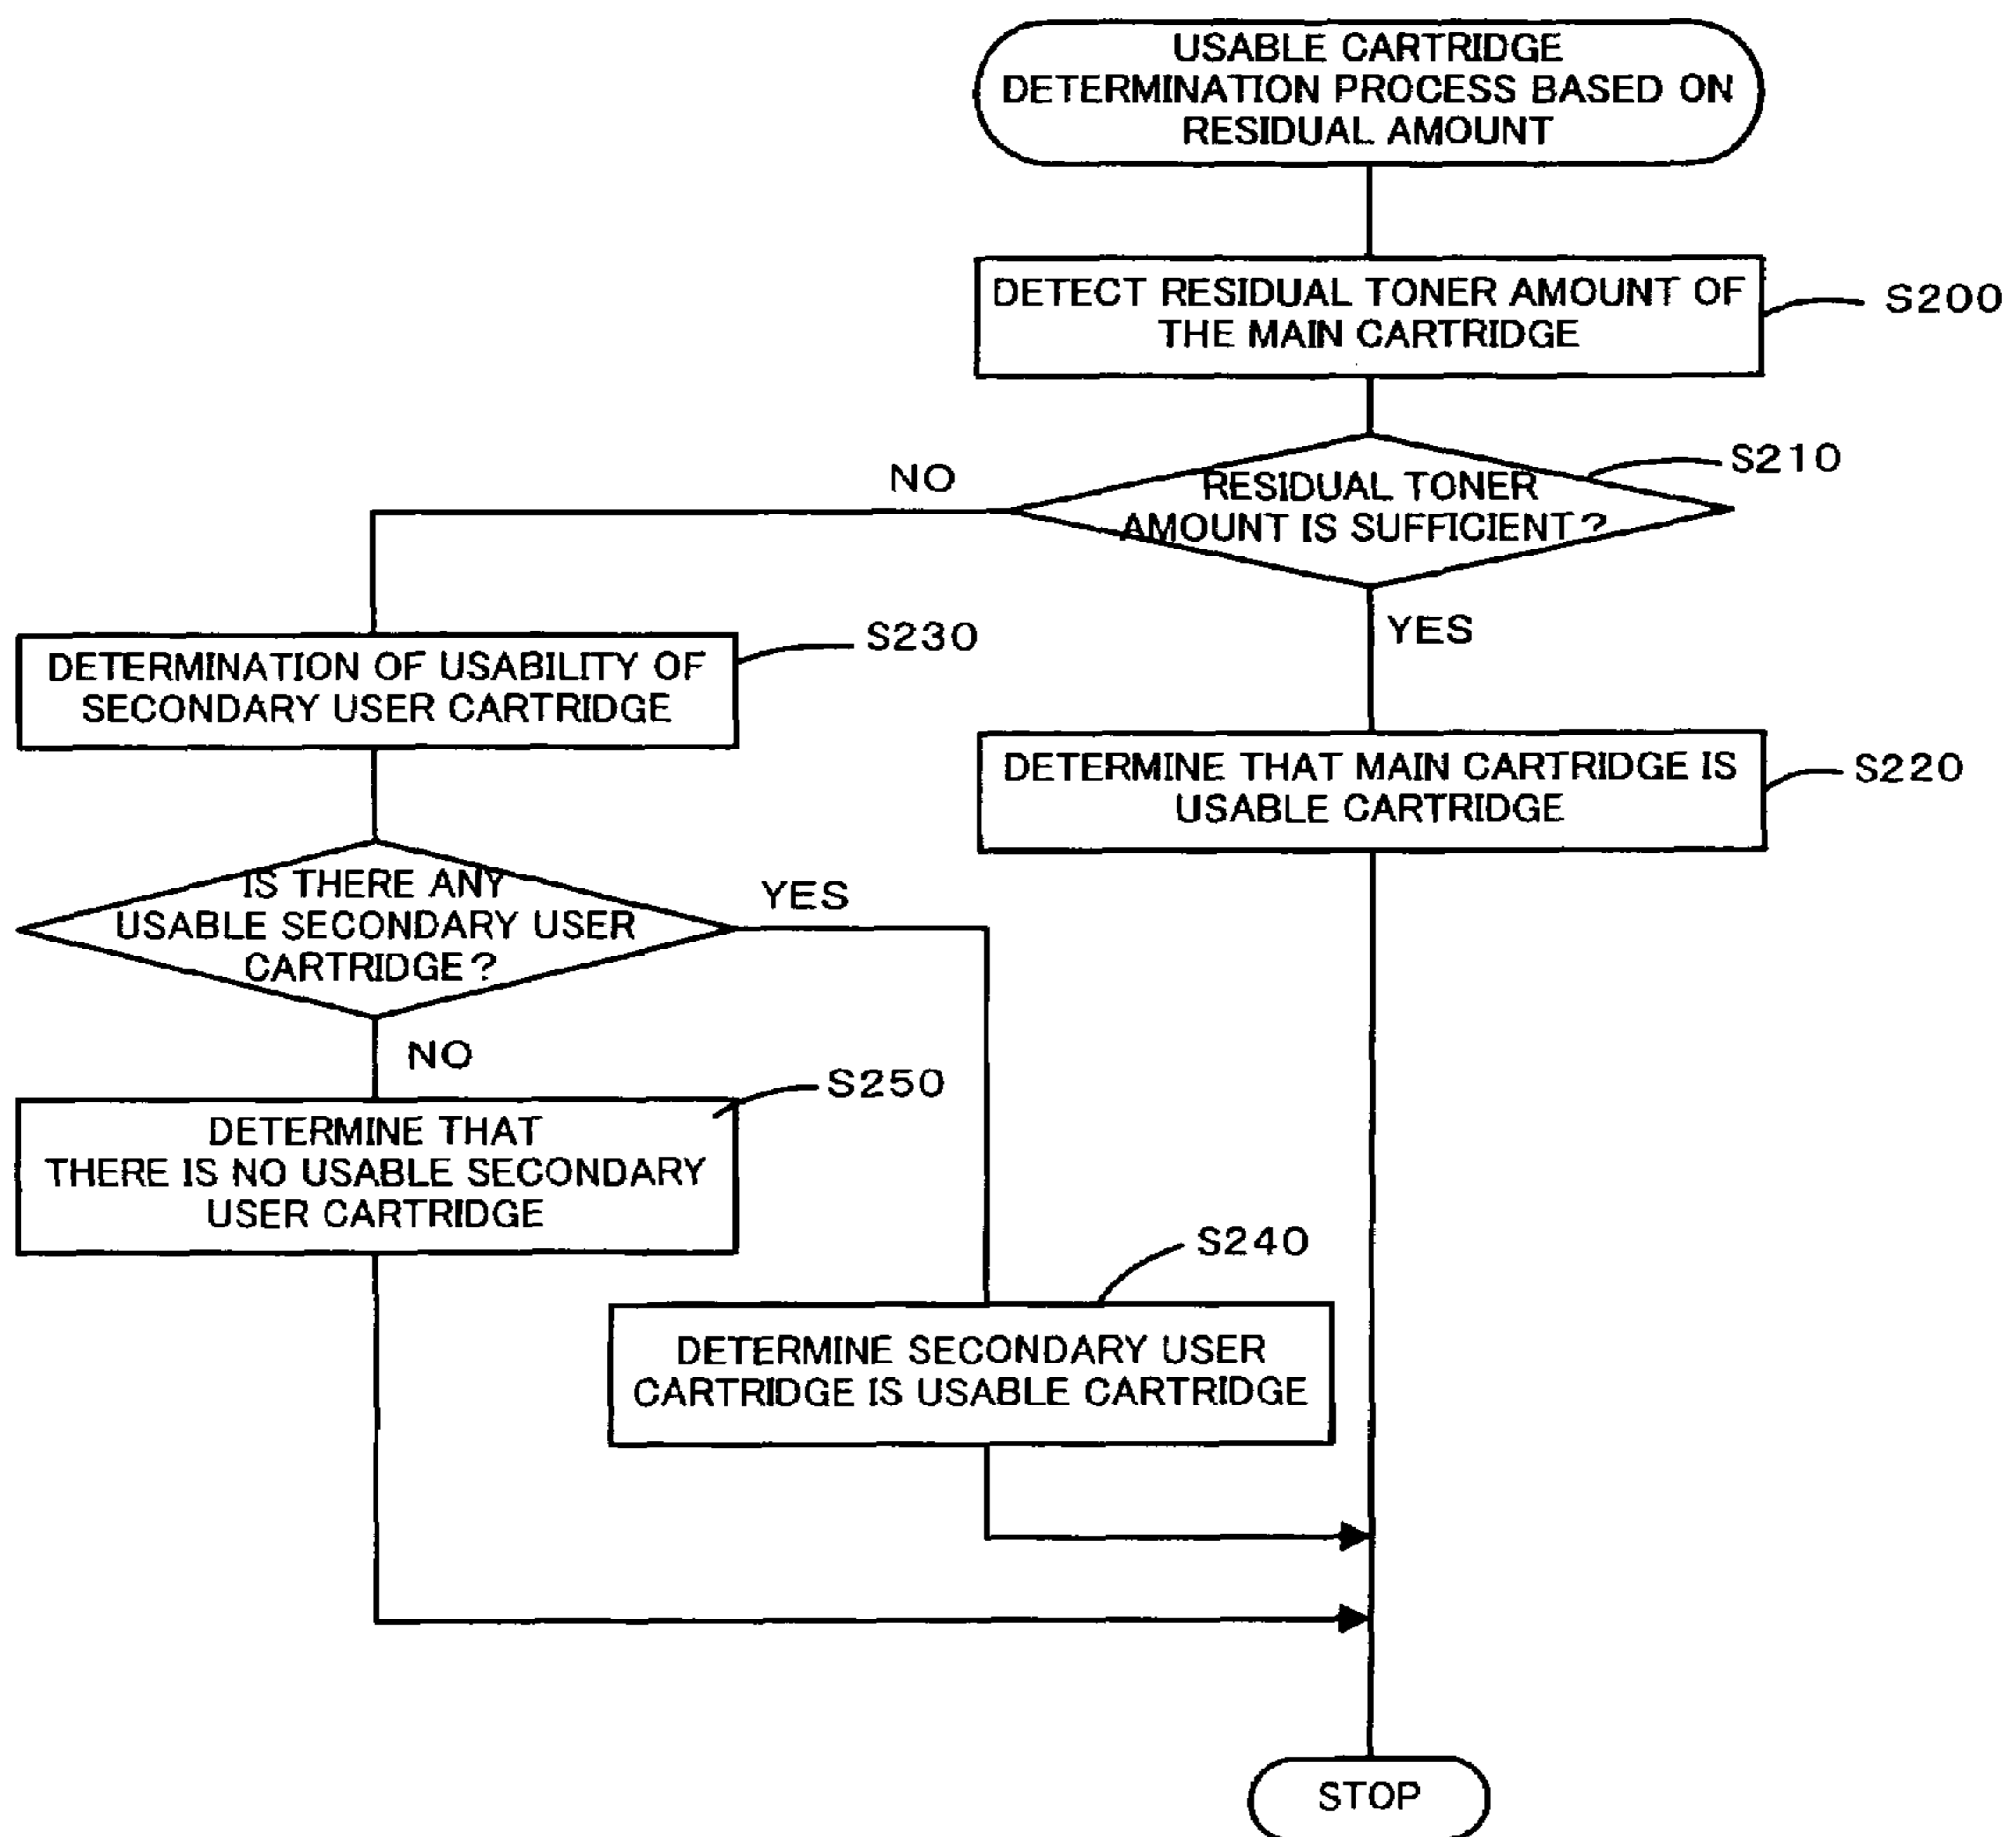 USABLE CARTRIDGE
DETERMINATION PROCESS BASED ON
RESIDUAL AMOUNT
DETECT RESIDUAL TONER AMOUNT OF
THE MAIN CARTRIDGE
S200
S210
NO
RESIDUAL TONER
AMOUNT IS SUFFICIENT?
YES
S230
DETERMINATION OF USABILITY OF
SECONDARY USER CARTRIDGE
DETERMINE THAT MAIN CARTRIDGE IS
USABLE CARTRIDGE
S220
IS THERE ANY
USABLE SECONDARY USER
CARTRIDGE?
YES
NO
S250
DETERMINE THAT
THERE IS NO USABLE SECONDARY
USER CARTRIDGE
S240
DETERMINE SECONDARY USER
CARTRIDGE IS USABLE CARTRIDGE
STOP